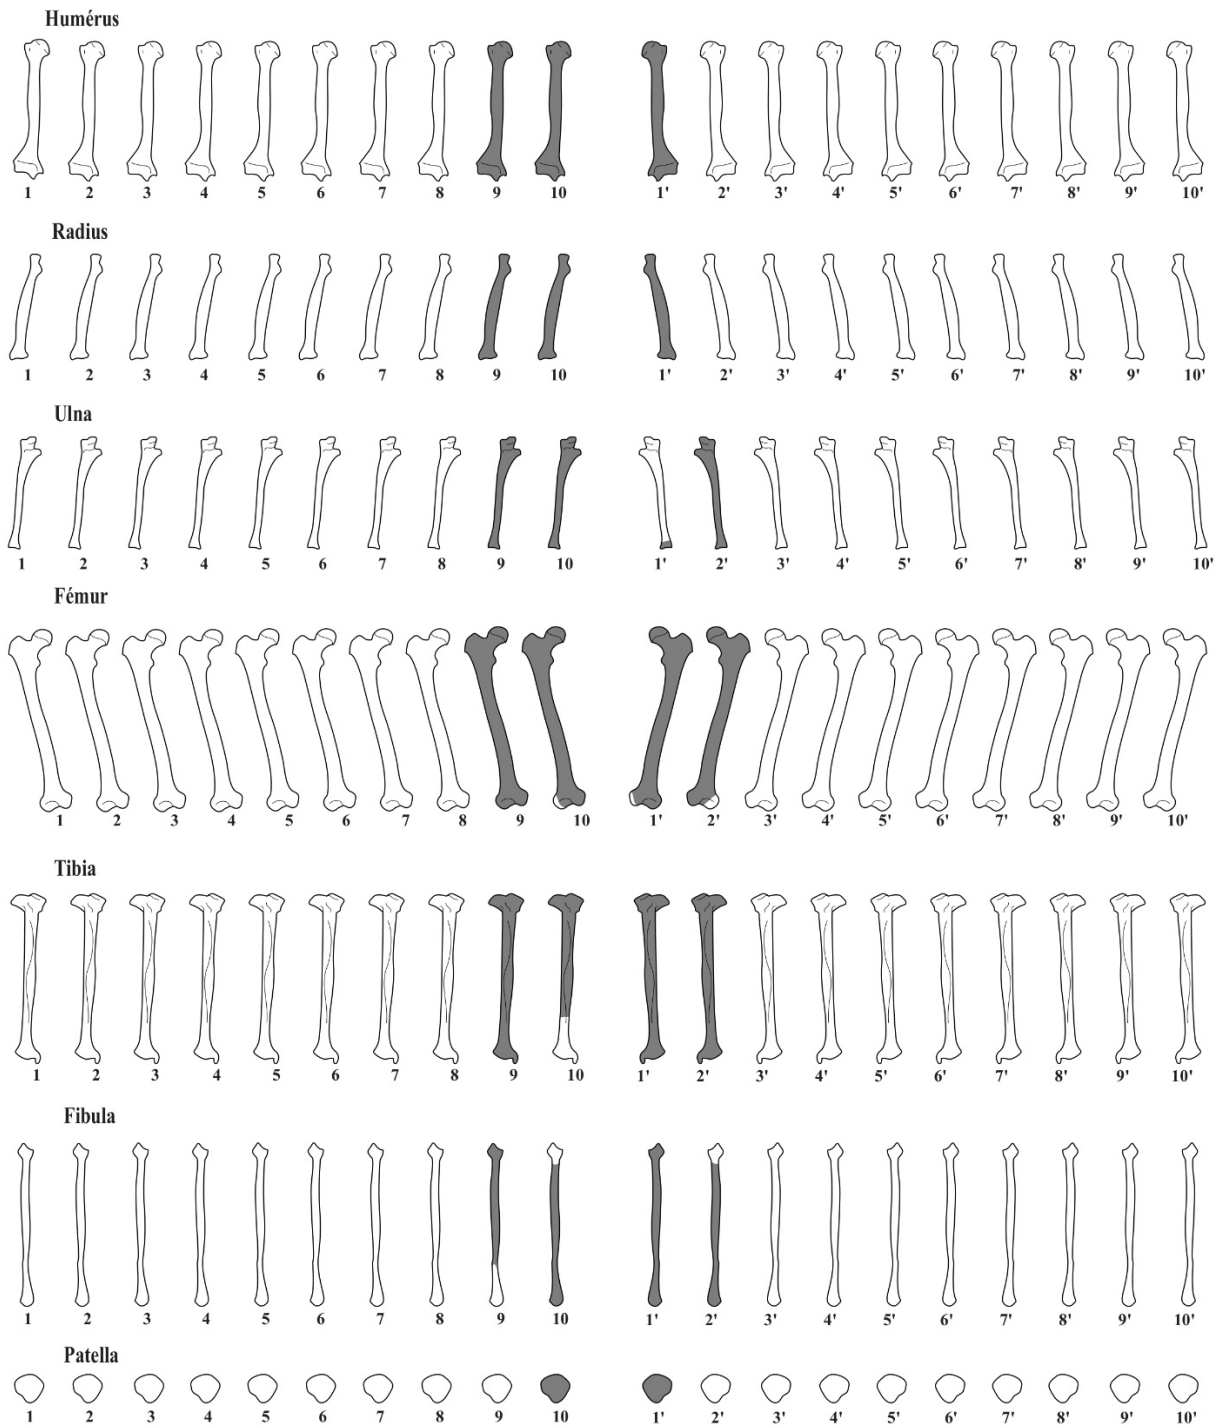 Humérus
1 2 3 4 5 6 7 8 9 10 1' 2' 3' 4' 5' 6' 7' 8' 9' 10'
Radius
1 2 3 4 5 6 7 8 9 10 1' 2' 3' 4' 5' 6' 7' 8' 9' 10'
Ulna
1 2 3 4 5 6 7 8 9 10 1' 2' 3' 4' 5' 6' 7' 8' 9' 10'
Fémur
1 2 3 4 5 6 7 8 9 10 1' 2' 3' 4' 5' 6' 7' 8' 9' 10'
Tibia
1 2 3 4 5 6 7 8 9 10 1' 2' 3' 4' 5' 6' 7' 8' 9' 10'
Fibula
1 2 3 4 5 6 7 8 9 10 1' 2' 3' 4' 5' 6' 7' 8' 9' 10'
Patella
1 2 3 4 5 6 7 8 9 10 1' 2' 3' 4' 5' 6' 7' 8' 9' 10'